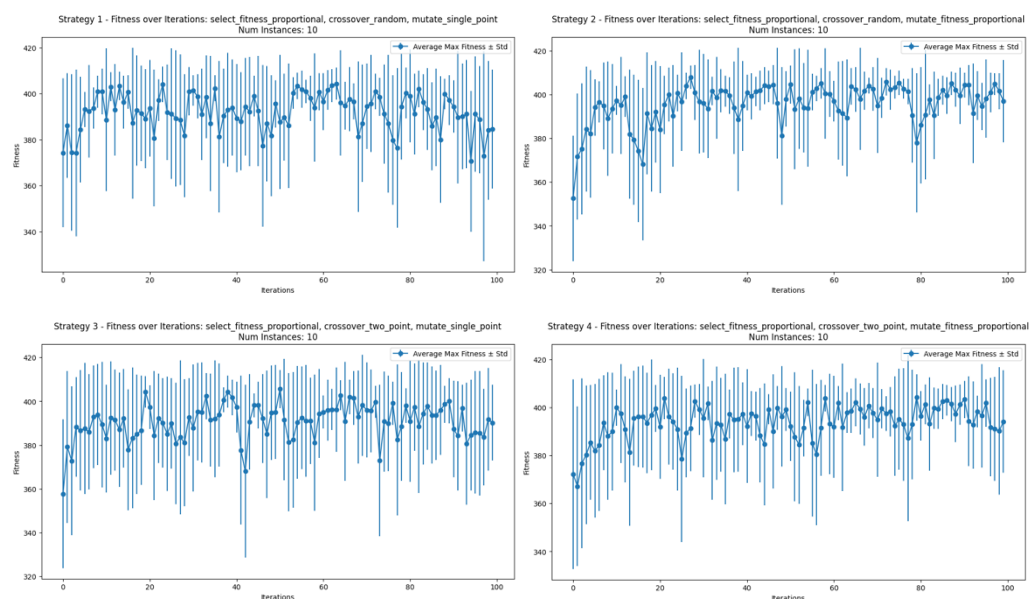 Strategy 1 - Fitness over Iterations: select_fitness_proportional, crossover_random, mutate_single_point
Num Instances: 10
Average Max Fitness ± Std
420
400
380
360
340
Fitness
0
20
40
60
80
100
Iterations
Strategy 2 - Fitness over Iterations: select_fitness_proportional, crossover_random, mutate_fitness_proportional
Num Instances: 10
Average Max Fitness ± Std
420
400
380
360
340
320
Fitness
0
20
40
60
80
100
Iterations
Strategy 3 - Fitness over Iterations: select_fitness_proportional, crossover_two_point, mutate_single_point
Num Instances: 10
Average Max Fitness ± Std
420
400
380
360
340
320
Fitness
0
20
40
60
80
100
Iterations
Strategy 4 - Fitness over Iterations: select_fitness_proportional, crossover_two_point, mutate_fitness_proportional
Num Instances: 10
Average Max Fitness ± Std
420
400
380
360
340
Fitness
0
20
40
60
80
100
Iterations